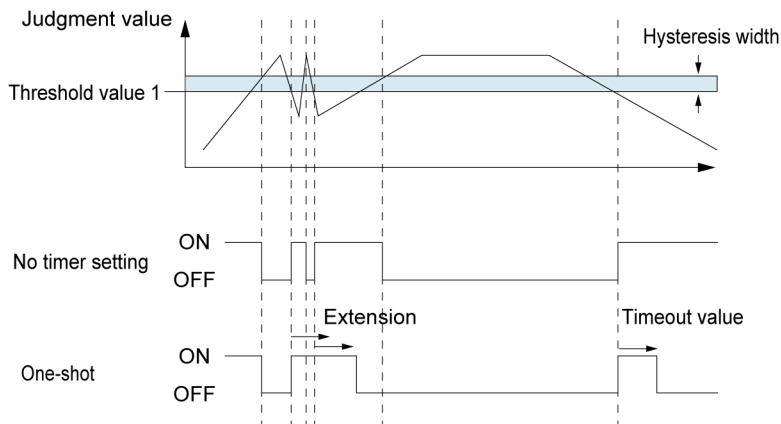 Judgment value
Hysteresis width
Threshold value 1
ON
No timer setting
OFF
Extension
Timeout value
ON
One-shot
OFF